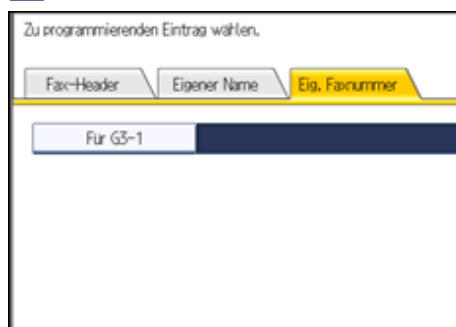 Zu programmierenden Eintrag wählen.
Fax-Header Eigener Name Eig. Faxnummer
Für G3-1